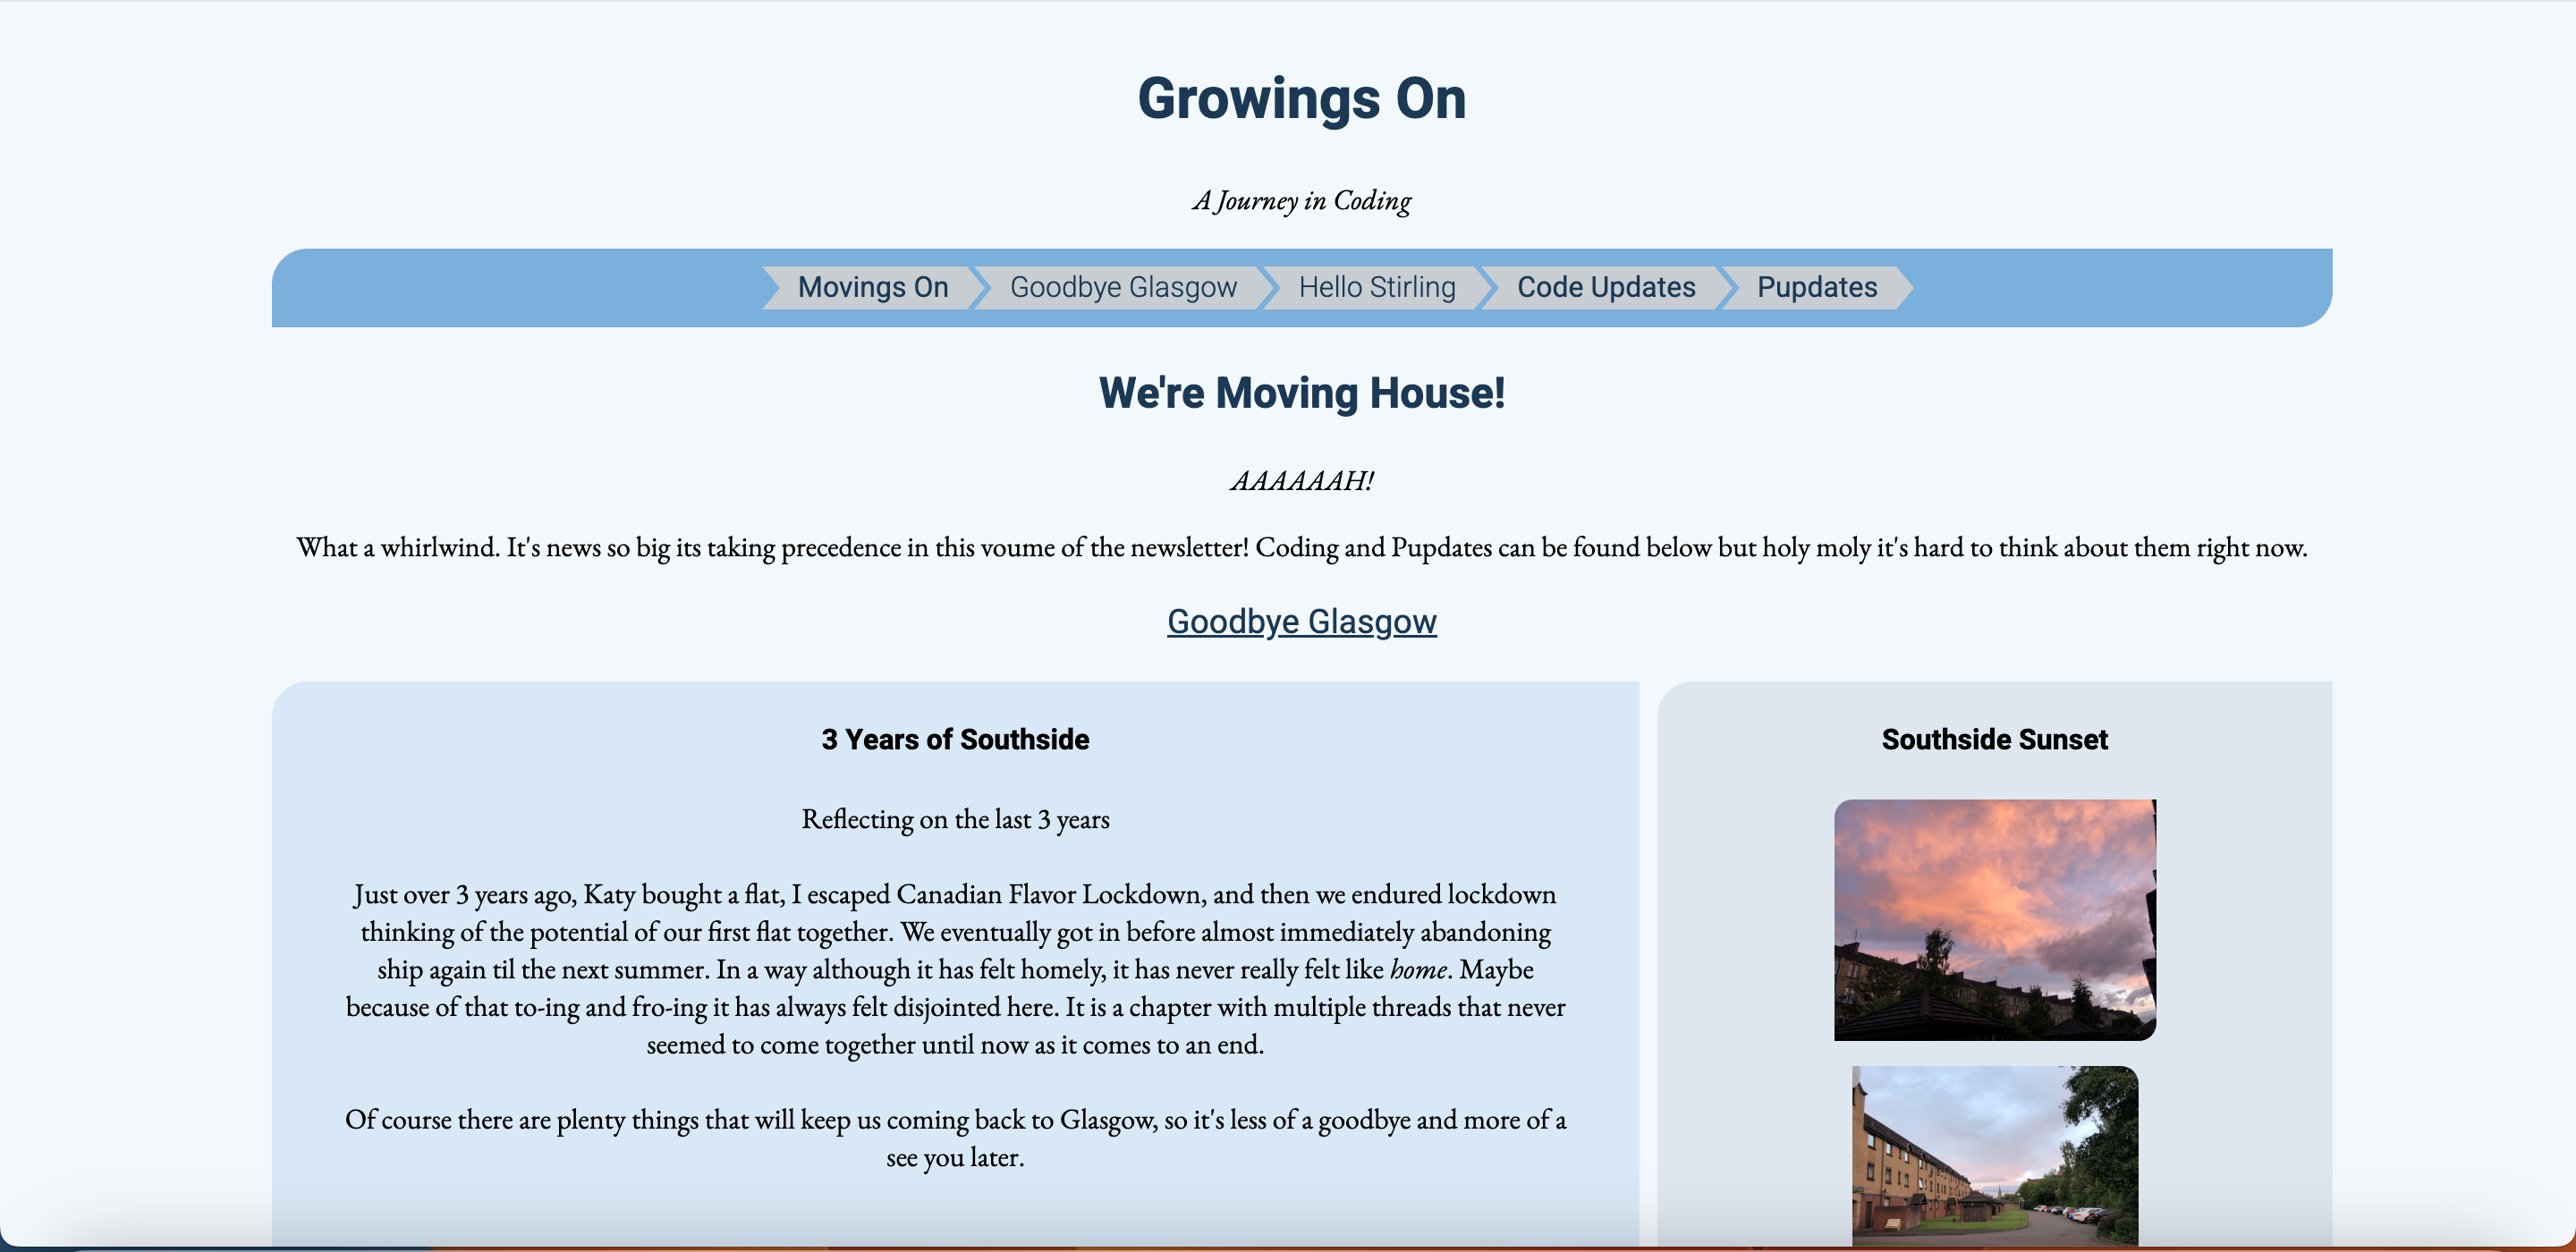 Growings On
A Journey in Coding
Movings On Goodbye Glasgow Hello Stirling Code Updates Pupdates
We're Moving House!
AAAAAAH!
What a whirlwind. It's news so big its taking precedence in this voume of the newsletter! Coding and Pupdates can be found below but holy moly it's hard to think about them right now.
Goodbye Glasgow
3 Years of Southside
Reflecting on the last 3 years
Just over 3 years ago, Katy bought a flat, I escaped Canadian Flavor Lockdown, and then we endured lockdown
thinking of the potential of our first flat together. We eventually got in before almost immediately abandoning
ship again til the next summer. In a way although it has felt homely, it has never really felt like home. Maybe
because of that to-ing and fro-ing it has always felt disjointed here. It is a chapter with multiple threads that never
seemed to come together until now as it comes to an end.
Of course there are plenty things that will keep us coming back to Glasgow, so it's less of a goodbye and more of a
see you later.
Southside Sunset